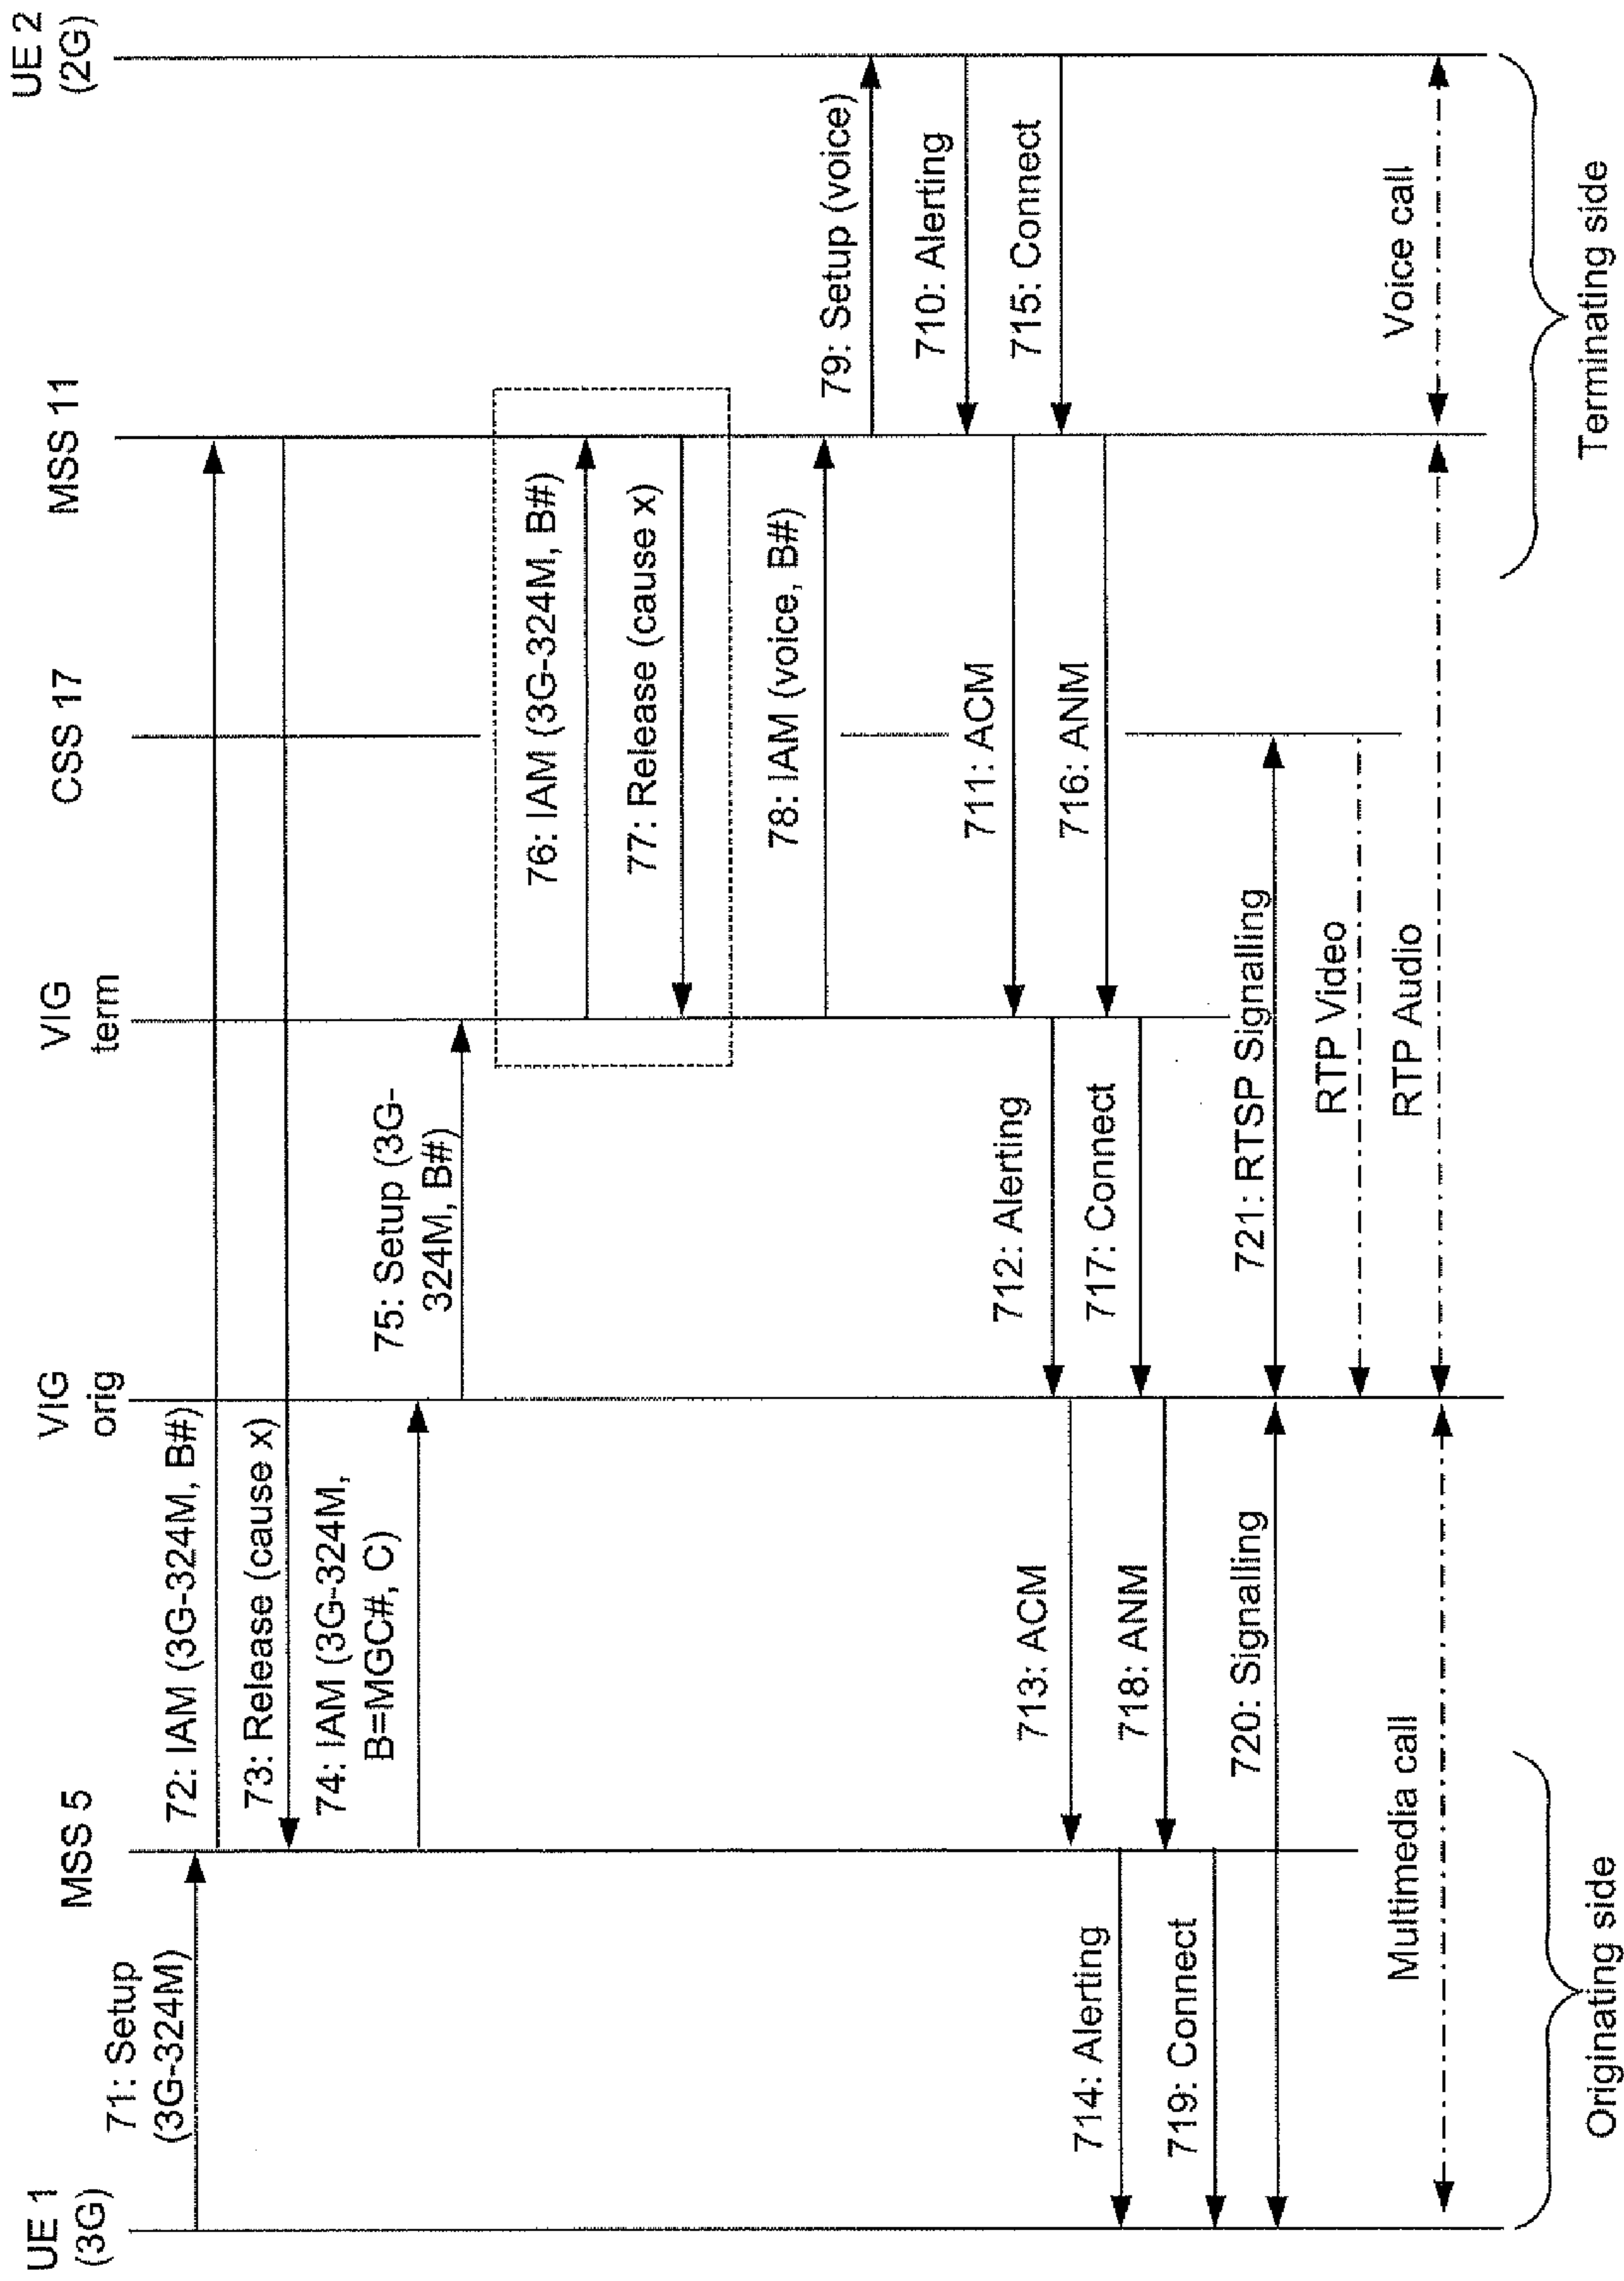 UE 1
(3G)
MSS 5
VIG
orig
VIG
term
CSS 17
MSS 11
UE 2
(2G)
71: Setup
(3G-324M)
72: IAM (3G-324M, B#)
73: Release (cause x)
74: IAM (3G-324M,
B=MGC#, C)
75: Setup (3G-
324M, B#)
76: IAM (3G-324M, B#)
77: Release (cause x)
78: IAM (voice, B#)
79: Setup (voice)
710: Alerting
711: ACM
712: Alerting
713: ACM
714: Alerting
715: Connect
716: ANM
717: Connect
718: ANM
719: Connect
720: Signalling
721: RTSP Signalling
RTP Video
RTP Audio
Multimedia call
Voice call
Originating side
Terminating side